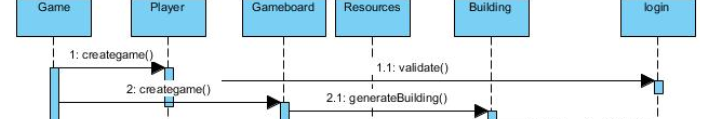 Game Player Gameboard Resources Building login
1: creategame()
1.1: validate()
2: creategame()
2.1: generateBuilding()